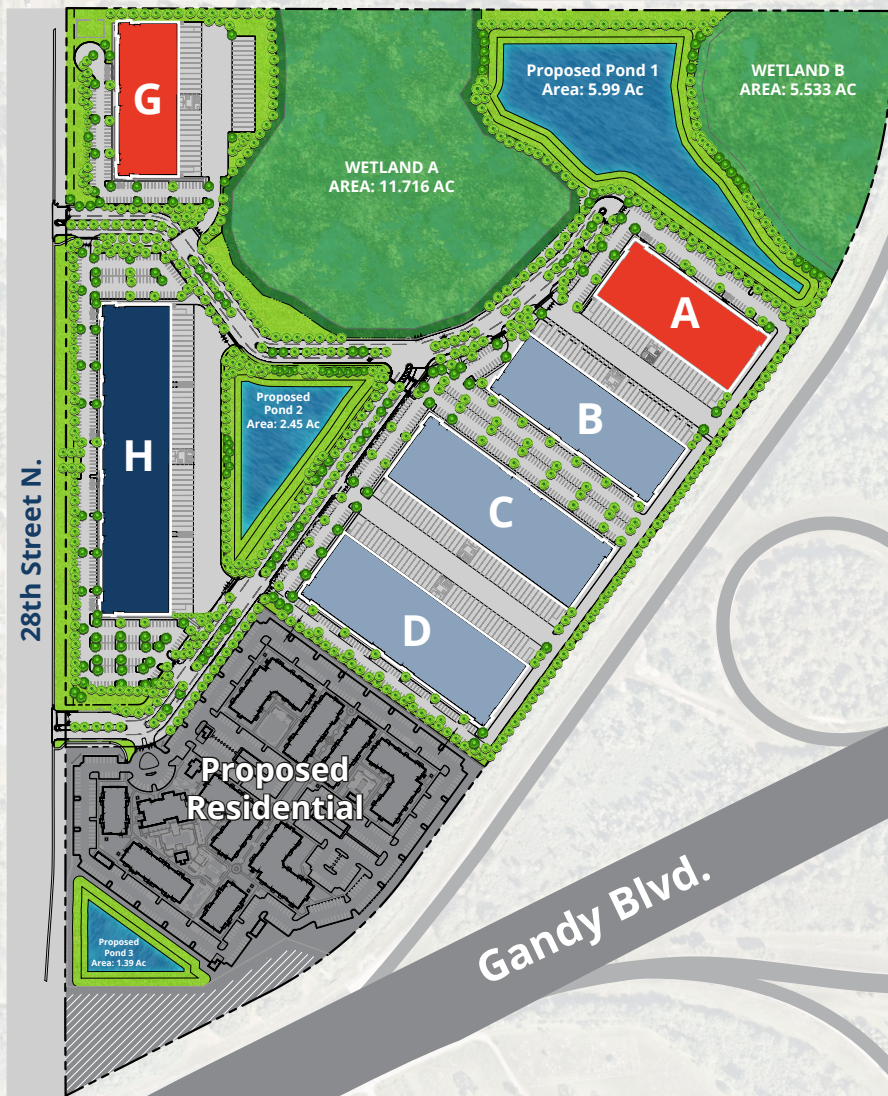 G
WETLAND A
AREA: 11.716 AC
Proposed Pond 1
Area: 5.99 Ac
WETLAND B
AREA: 5.533 AC
A
B
C
D
H
Proposed
Pond 2
Area: 2.45 Ac
28th Street N.
Proposed
Residential
Proposed
Pond 3
Area: 1.39 Ac
Gandy Blvd.